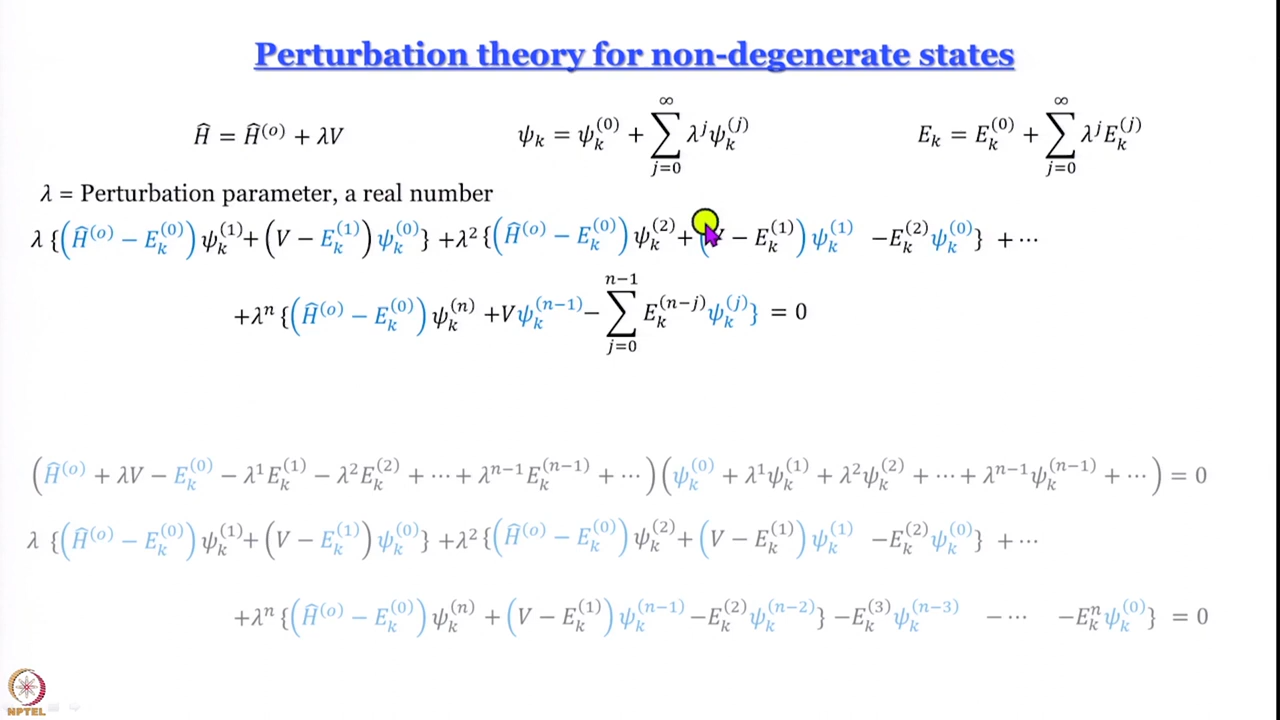 Perturbation theory for non-degenerate states
Ĥ = Ĥ⁽ᵒ⁾ + λV    ψ_k = ψ_k^(0) + ∑_{j=0}^{∞} λ^j ψ_k^(j)    E_k = E_k^(0) + ∑_{j=0}^{∞} λ^j E_k^(j)
λ = Perturbation parameter, a real number
λ {(Ĥ^(o) − E_k^(0)) ψ_k^(1) + (V − E_k^(1)) ψ_k^(0)} + λ^2 {(Ĥ^(o) − E_k^(0)) ψ_k^(2) + (V − E_k^(1)) ψ_k^(1) − E_k^(2) ψ_k^(0)} + ⋯
+λ^n {(Ĥ^(o) − E_k^(0)) ψ_k^(n) + Vψ_k^(n−1) − ∑_{j=0}^{n−1} E_k^(n−j) ψ_k^(j)} = 0
(Ĥ^(o) + λV − E_k^(0) − λ^1 E_k^(1) − λ^2 E_k^(2) + ⋯ + λ^{n−1} E_k^(n−1) + ⋯)(ψ_k^(0) + λ^1 ψ_k^(1) + λ^2 ψ_k^(2) + ⋯ + λ^{n−1} ψ_k^(n−1) + ⋯) = 0
λ {(Ĥ^(o) − E_k^(0)) ψ_k^(1) + (V − E_k^(1)) ψ_k^(0)} + λ^2 {(Ĥ^(o) − E_k^(0)) ψ_k^(2) + (V − E_k^(1)) ψ_k^(1) − E_k^(2) ψ_k^(0)} + ⋯
+λ^n {(Ĥ^(o) − E_k^(0)) ψ_k^(n) + (V − E_k^(1)) ψ_k^(n−1) − E_k^(2) ψ_k^(n−2)} − E_k^(3) ψ_k^(n−3) − ⋯ − E_k^n ψ_k^(0)} = 0
NPTEL